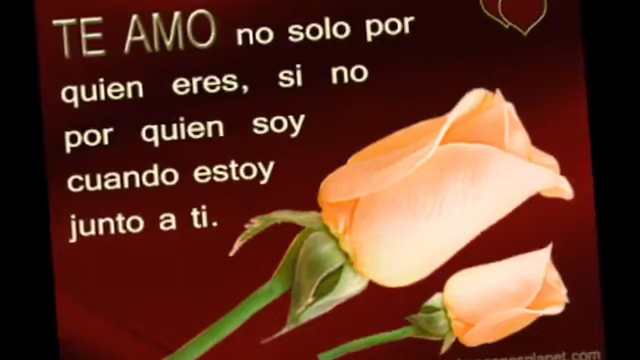 TE AMO no solo por
quien eres, si no
por quien soy
cuando estoy
junto a ti.